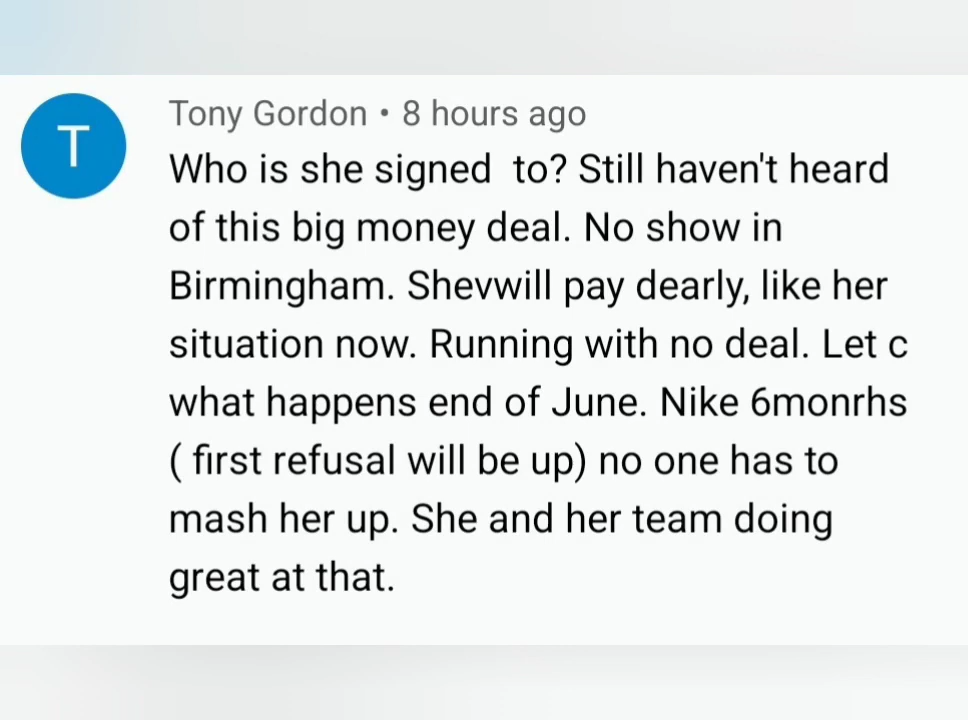 T
Tony Gordon • 8 hours ago
Who is she signed  to? Still haven't heard
of this big money deal. No show in
Birmingham. Shevwill pay dearly, like her
situation now. Running with no deal. Let c
what happens end of June. Nike 6monrhs
( first refusal will be up) no one has to
mash her up. She and her team doing
great at that.